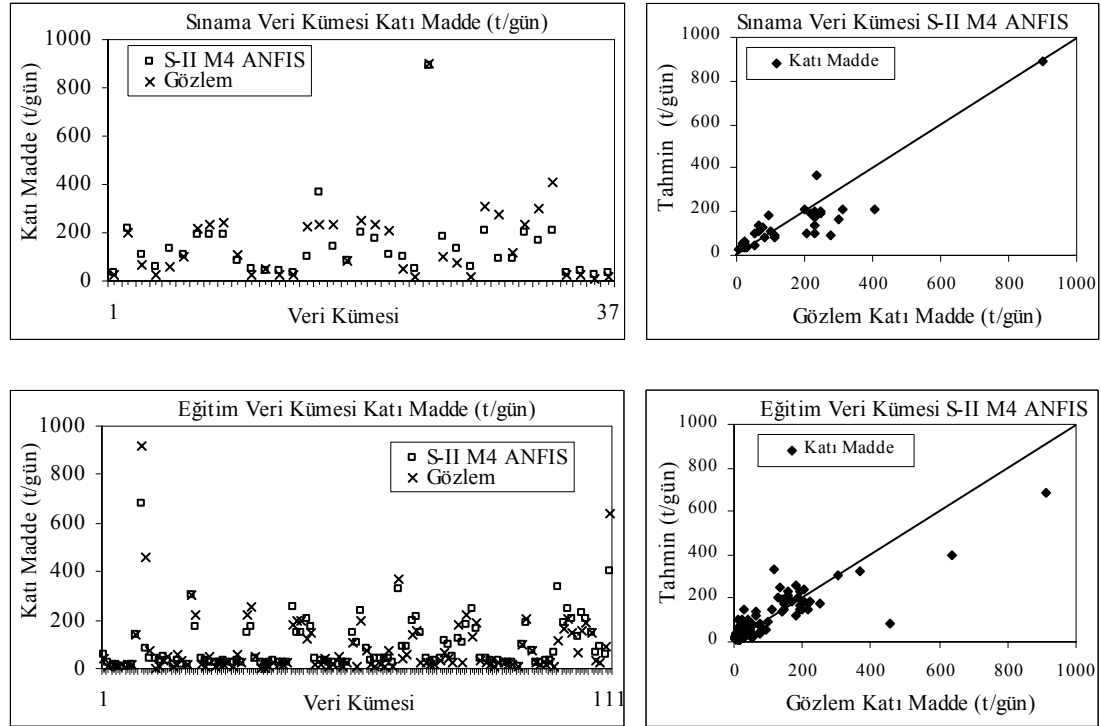 Sınama Veri Kümesi Katı Madde (t/gün)
Katı Madde (t/gün)
1000
800
600
400
200
0
S-II M4 ANFIS
Gözlem
1
37
Veri Kümesi
Sınama Veri Kümesi S-II M4 ANFIS
Tahmin (t/gün)
1000
800
600
400
200
0
Katı Madde
0 200 400 600 800 1000
Gözlem Katı Madde (t/gün)
Eğitim Veri Kümesi Katı Madde (t/gün)
Katı Madde (t/gün)
1000
800
600
400
200
0
S-II M4 ANFIS
Gözlem
1
111
Veri Kümesi
Eğitim Veri Kümesi S-II M4 ANFIS
Tahmin (t/gün)
1000
800
600
400
200
0
Katı Madde
0 200 400 600 800 1000
Gözlem Katı Madde (t/gün)